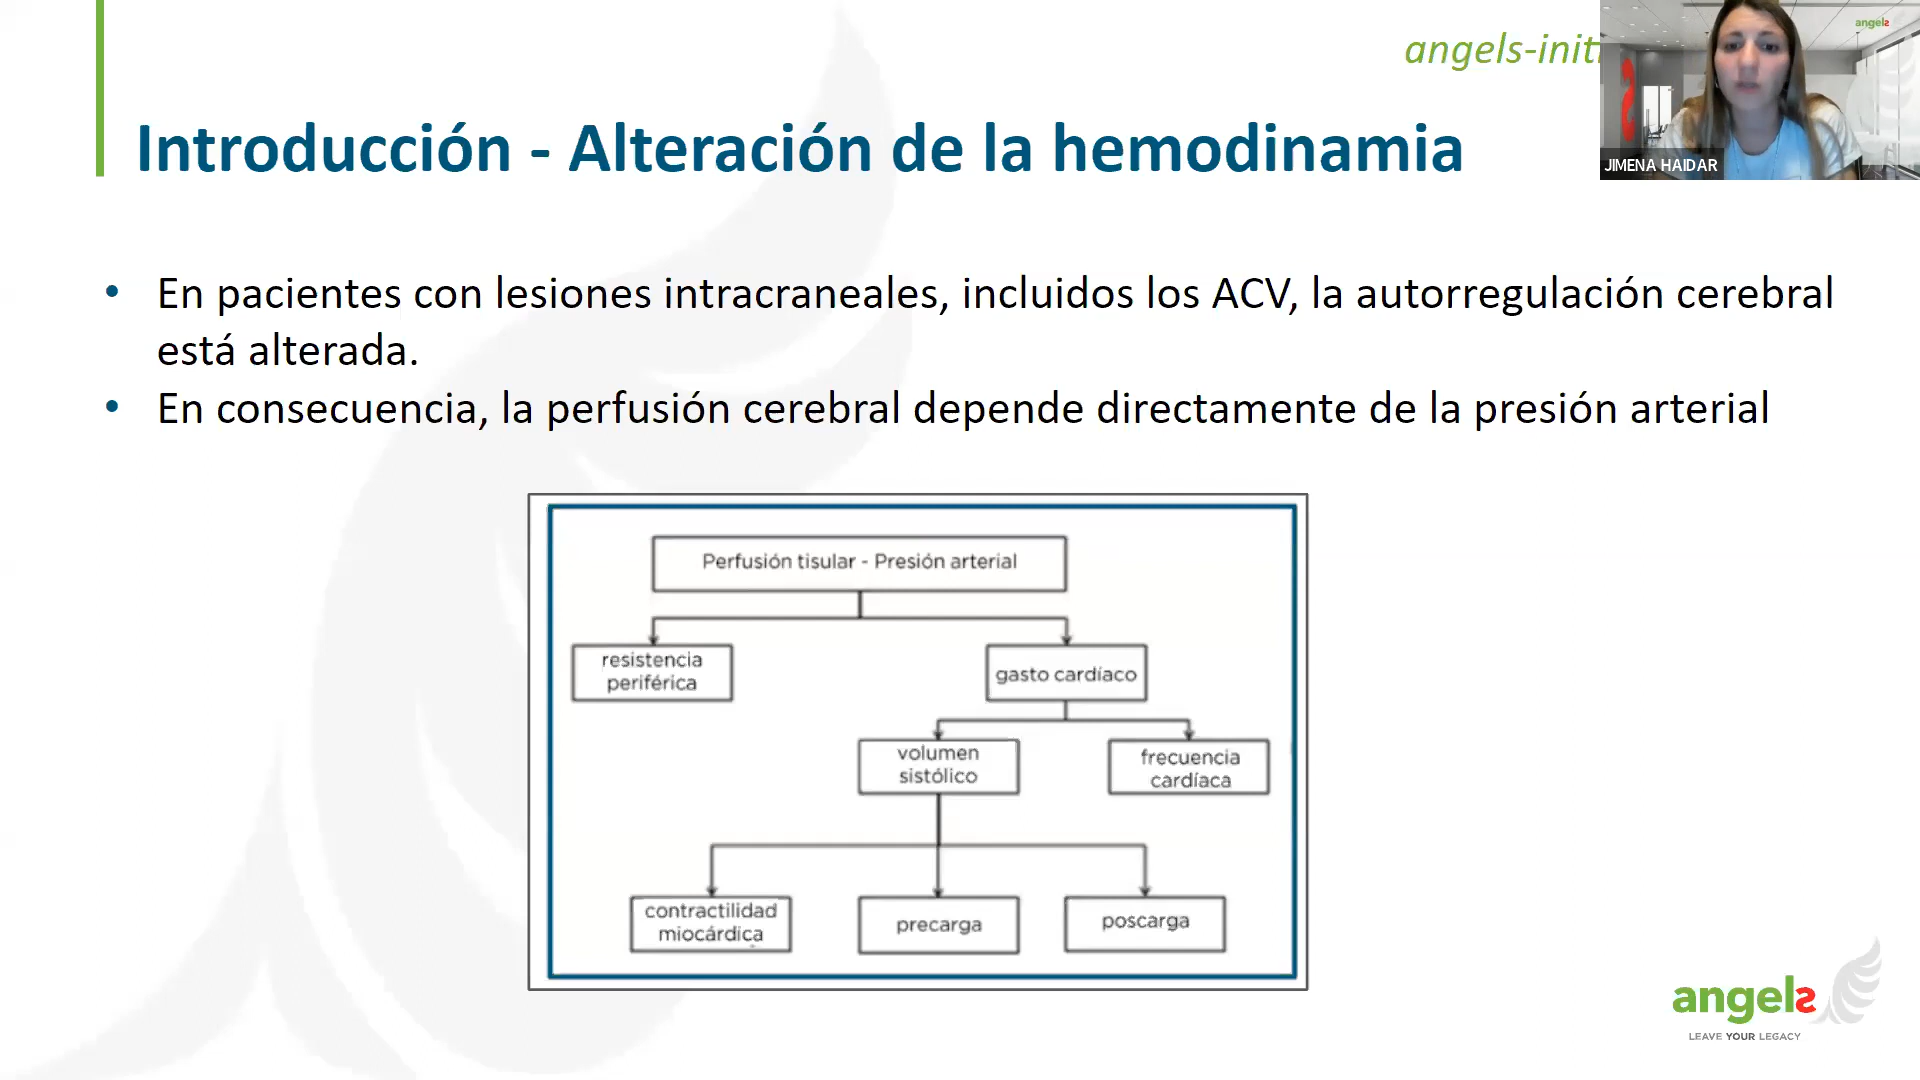 angels-init
angels
JIMENA HAIDAR
Introducción - Alteración de la hemodinamia
• En pacientes con lesiones intracraneales, incluidos los ACV, la autorregulación cerebral
está alterada.
• En consecuencia, la perfusión cerebral depende directamente de la presión arterial
Perfusión tisular - Presión arterial
resistencia
periférica
gasto cardíaco
volumen
sistólico
frecuencia
cardíaca
contractilidad
miocárdica
precarga
poscarga
angels
LEAVE YOUR LEGACY